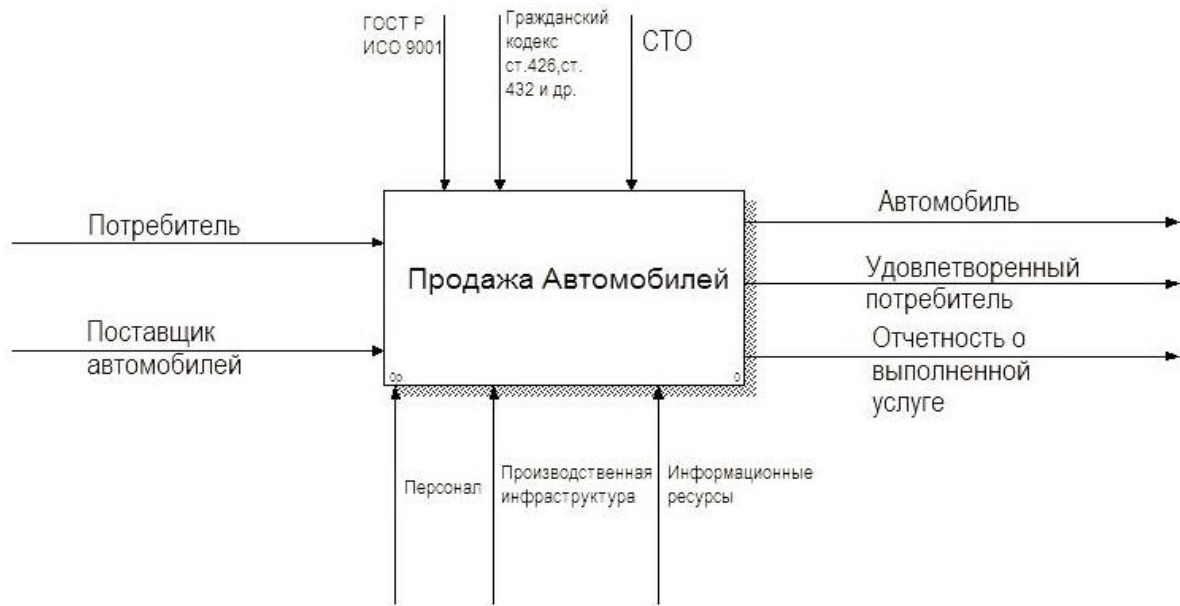 ГОСТ Р
ИСО 9001
Гражданский
кодекс
ст.426,ст.
432 и др.
СТО
Потребитель
Поставщик
автомобилей
Продажа Автомобилей
0р
0
Автомобиль
Удовлетворенный
потребитель
Отчетность о
выполненной
услуге
Персонал
Производственная
инфраструктура
Информационные
ресурсы